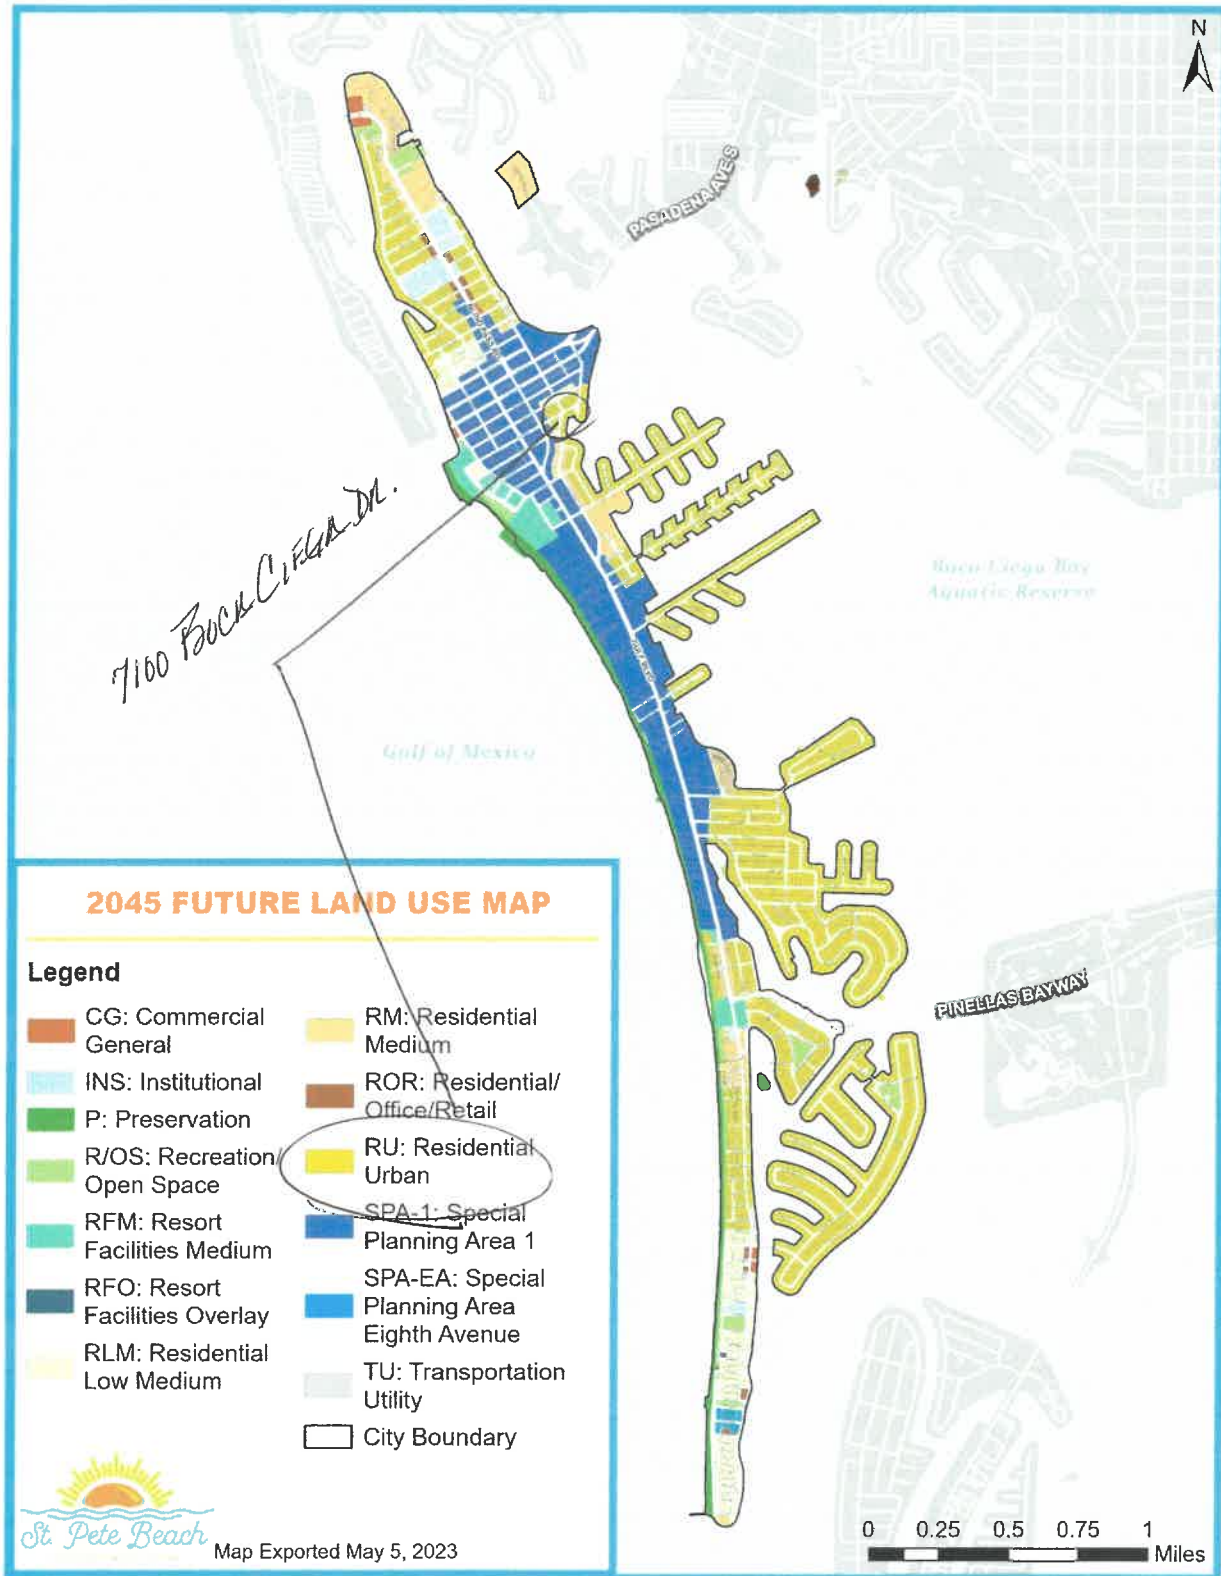 N
PASADENA AVE S
7100 BOCA CIEGA DR.
Boca Ciega Bay
Aquatic Reserve
GULF BLVD
Gulf of Mexico
PINELLAS BAYWAY
2045 FUTURE LAND USE MAP
Legend
CG: Commercial
General
INS: Institutional
P: Preservation
R/OS: Recreation/
Open Space
RFM: Resort
Facilities Medium
RFO: Resort
Facilities Overlay
RLM: Residential
Low Medium
RM: Residential
Medium
ROR: Residential/
Office/Retail
RU: Residential
Urban
SPA-1: Special
Planning Area 1
SPA-EA: Special
Planning Area
Eighth Avenue
TU: Transportation
Utility
City Boundary
St. Pete Beach
Map Exported May 5, 2023
0 0.25 0.5 0.75 1
Miles